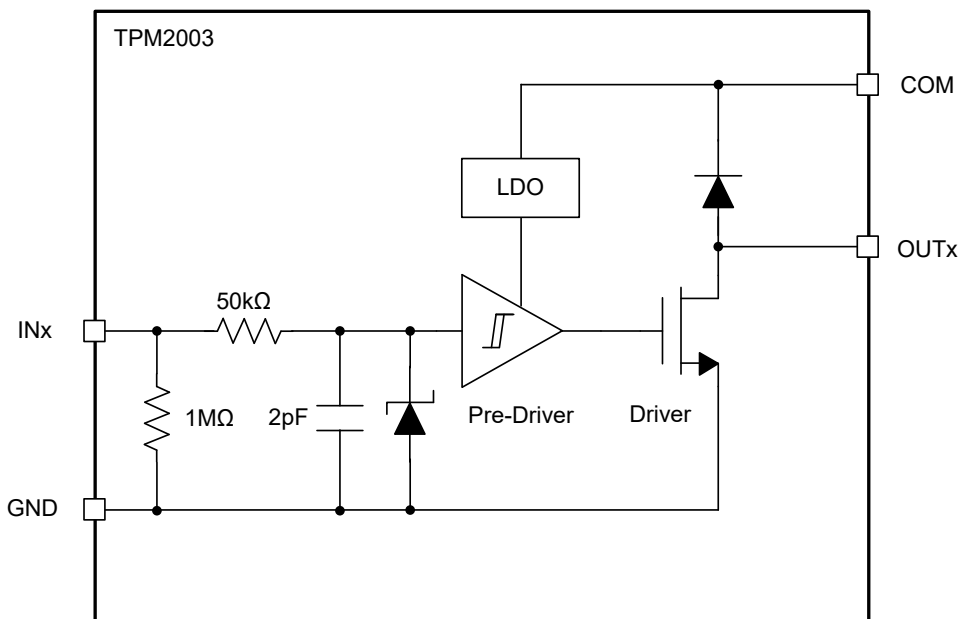 TPM2003
COM
LDO
OUTx
50kΩ
INx
1MΩ
2pF
Pre-Driver
Driver
GND